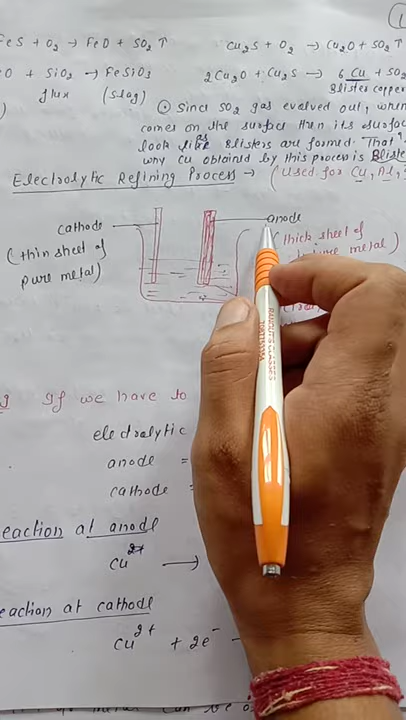 FeS + O₂ → FeO + SO₂ ↑ Cu₂S + O₂ → Cu₂O + SO₂ ↑
O + SiO₂ → FeSiO₃ 2Cu₂O + Cu₂S → 6 Cu + SO₂
flux (slag) Blister copper
Since SO₂ gas evolved out, when
comes on the surface then its surface
look like as blisters are formed. That's
why Cu obtained by this process is Blister
Electrolytic Refining Process → (Used for Cu, Al,
cathode anode
(thin sheet of (thick sheet of
pure metal) metal)
If we have to
electrolytic
anode =
cathode =
reaction at anode
Cu²⁺ →
reaction at cathode
Cu²⁺ + 2e⁻